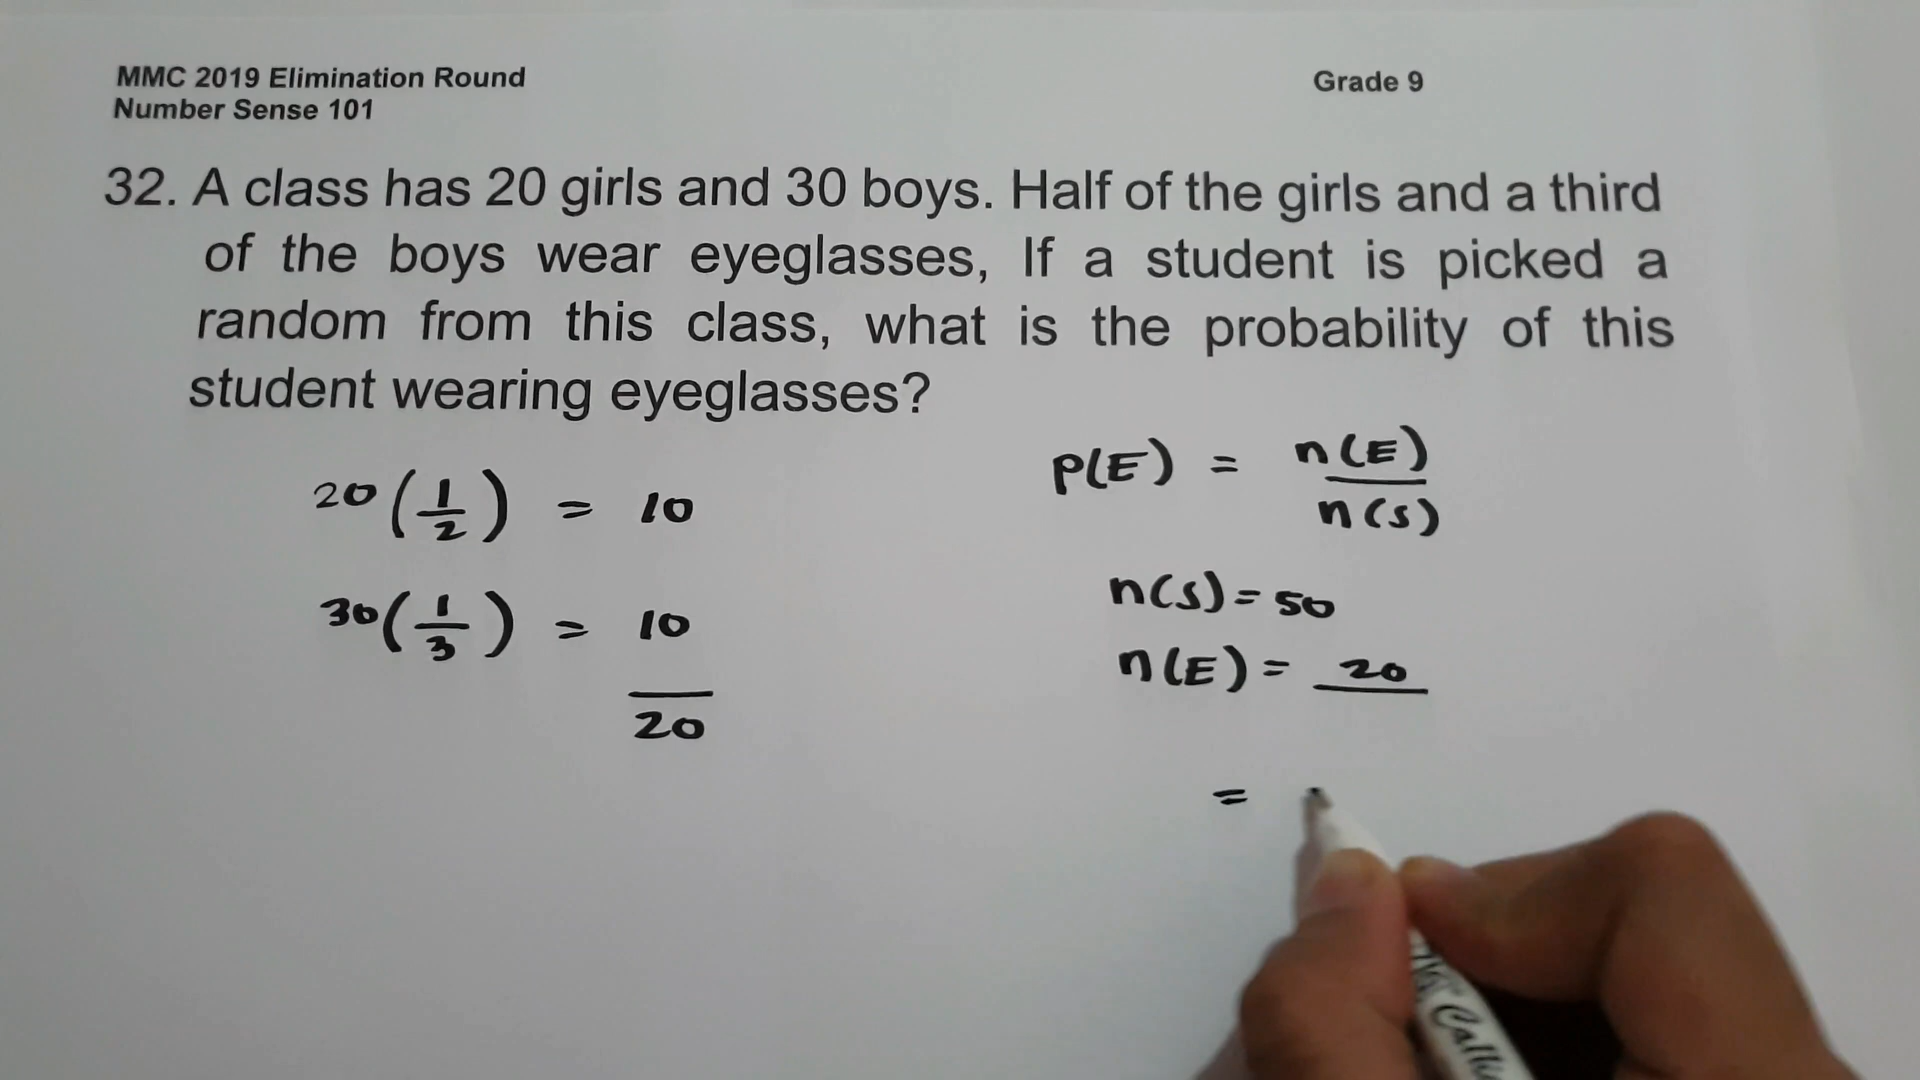 MMC 2019 Elimination Round
Grade 9
Number Sense 101
32. A class has 20 girls and 30 boys. Half of the girls and a third
of the boys wear eyeglasses, If a student is picked a
random from this class, what is the probability of this
student wearing eyeglasses?
20(1/2) = 10
30(1/3) = 10
20
P(E) = n(E)/n(S)
n(S) = 50
n(E) = 20
=